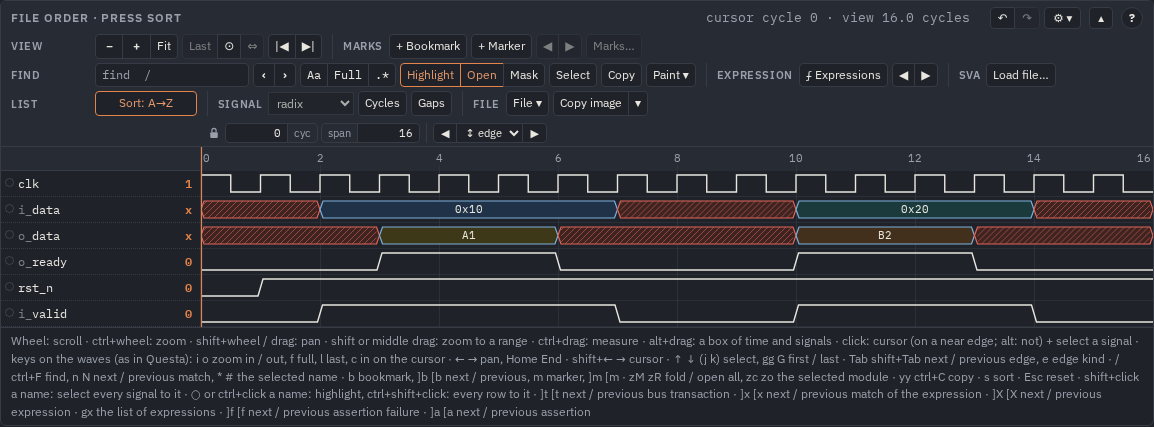 FILE ORDER · PRESS SORT cursor cycle 0 · view 16.0 cycles ↶ ↷ ⚙ ▾ ▴ ?
VIEW − + Fit Last ⊙ ⇔ |◀ ▶| MARKS + Bookmark + Marker ◀ ▶ Marks…
FIND find / ‹ › Aa Full .* Highlight Open Mask Select Copy Paint ▾ EXPRESSION ⨍ Expressions ◀ ▶ SVA Load file…
LIST Sort: A→Z SIGNAL radix Cycles Gaps FILE File ▾ Copy image ▾
🔒 0 cyc span 16 ◀ ↕ edge ▶
0 2 4 6 8 10 12 14 16
clk 1
i_data x 0x10 0x20
o_data x A1 B2
o_ready 0
rst_n 0
i_valid 0
Wheel: scroll · ctrl+wheel: zoom · shift+wheel / drag: pan · shift or middle drag: zoom to a range · ctrl+drag: measure · alt+drag: a box of time and signals · click: cursor (on a near edge; alt: not) + select a signal ·
keys on the waves (as in Questa): i o zoom in / out, f full, l last, c in on the cursor · ←→ pan, Home End · shift+←→ cursor · ↑ ↓ (j k) select, gg G first / last · Tab shift+Tab next / previous edge, e edge kind · /
ctrl+F find, n N next / previous match, * # the selected name · b bookmark, ]b [b next / previous, m marker, ]m [m · zM zR fold / open all, zc zo the selected module · yy ctrl+C copy · s sort · Esc reset · shift+click
a name: select every signal to it · ○ or ctrl+click a name: highlight, ctrl+shift+click: every row to it · ]t [t next / previous bus transaction · ]x [x next / previous match of the expression · ]X [X next / previous
expression · gx the list of expressions · ]f [f next / previous assertion failure · ]a [a next / previous assertion